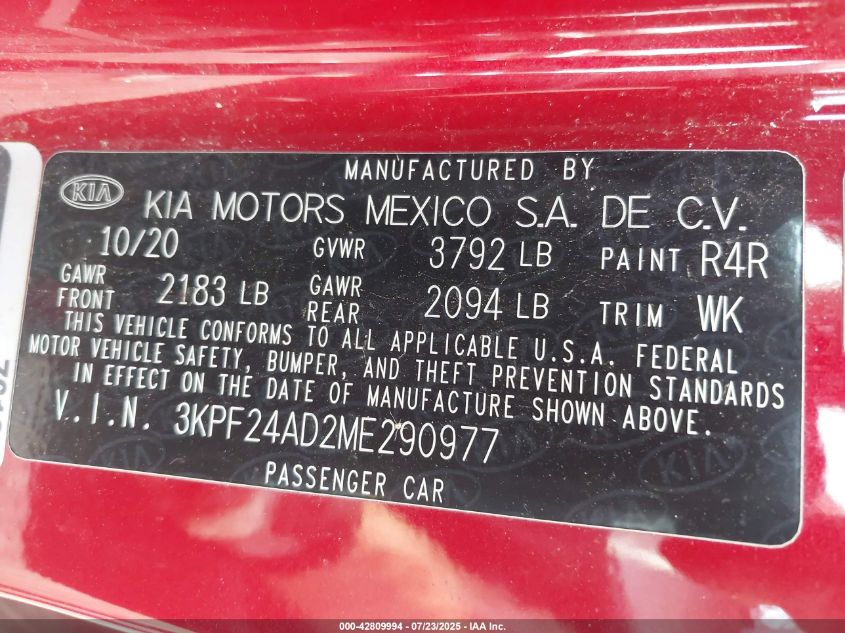 MANUFACTURED BY
KIA KIA MOTORS MEXICO S.A. DE C.V.
10/20 GVWR 3792 LB PAINT R4R
GAWR FRONT 2183 LB GAWR REAR 2094 LB TRIM WK
THIS VEHICLE CONFORMS TO ALL APPLICABLE U.S.A. FEDERAL
MOTOR VEHICLE SAFETY, BUMPER, AND THEFT PREVENTION STANDARDS
IN EFFECT ON THE DATE OF MANUFACTURE SHOWN ABOVE.
V.I.N. 3KPF24AD2ME290977
PASSENGER CAR
000-42809994 - 07/23/2025 - IAA Inc.